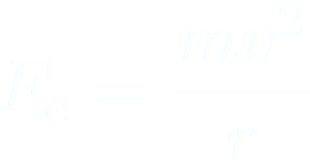 F_c = \frac{mv^2}{r}